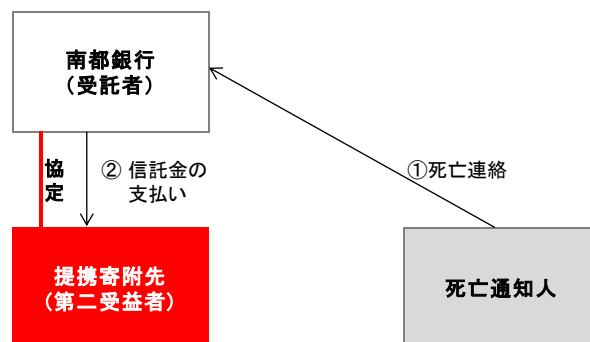 南都銀行
(受託者)
協
定
② 信託金の
支払い
①死亡連絡
提携寄附先
(第二受益者)
死亡通知人